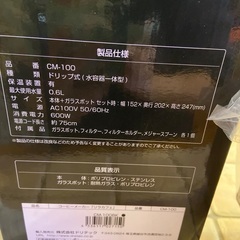 製品仕様
品番 CM-100
種類 ドリップ式(水容器一体型)
保温装置 有
最大使用水量 0.6L
サイズ 本体+ガラスポットセット時:幅152×奥行202×高さ247(mm)
電源 AC100V 50/60Hz
消費電力 600W
電源コード長さ 約75cm
付属品 ガラスポット、フィルター、フィルターホルダー、メジャースプーン 各1個
品質表示
本体:ポリプロピレン・ステンレス
ガラスポット:耐熱ガラス・ポリプロピレン